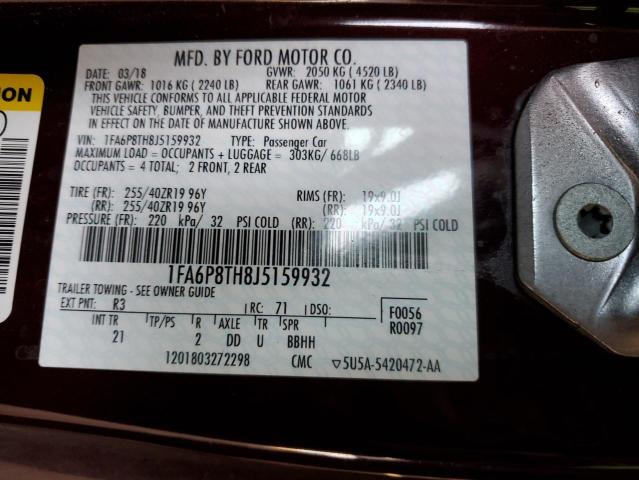 MFD. BY FORD MOTOR CO.
DATE: 03/18 GVWR: 2050 KG ( 4520 LB)
FRONT GAWR: 1016 KG ( 2240 LB) REAR GAWR: 1061 KG ( 2340 LB)
THIS VEHICLE CONFORMS TO ALL APPLICABLE FEDERAL MOTOR
VEHICLE SAFETY, BUMPER, AND THEFT PREVENTION STANDARDS
IN EFFECT ON THE DATE OF MANUFACTURE SHOWN ABOVE.
VIN: 1FA6P8TH8J5159932 TYPE: Passenger Car
MAXIMUM LOAD = OCCUPANTS + LUGGAGE = 303KG/ 668LB
OCCUPANTS = 4 TOTAL; 2 FRONT, 2 REAR
TIRE (FR): 255/40ZR19 96Y RIMS (FR): 19x9.0J
(RR): 255/40ZR19 96Y (RR): 19x9.0J
PRESSURE (FR): 220 kPa/ 32 PSI COLD (RR): 220 kPa/ 32 PSI COLD
1FA6P8TH8J5159932
TRAILER TOWING - SEE OWNER GUIDE
EXT PNT: R3 RC: 71 DSO: F0056
R0097
INT TR TP/PS R AXLE TR SPR
21 2 DD U BBHH
1201803272298 CMC ▽5U5A-5420472-AA